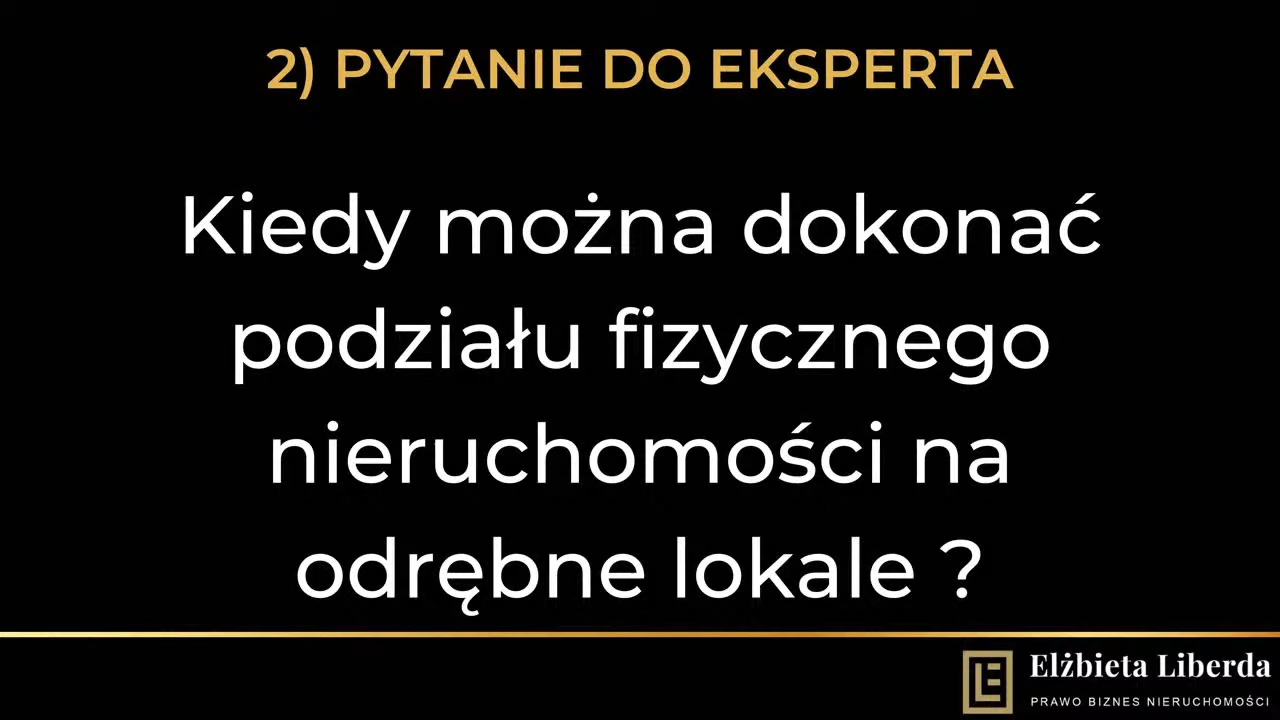 2) PYTANIE DO EKSPERTA
Kiedy można dokonać
podziału fizycznego
nieruchomości na
odrębne lokale ?
Elżbieta Liberda
PRAWO BIZNES NIERUCHOMOŚCI